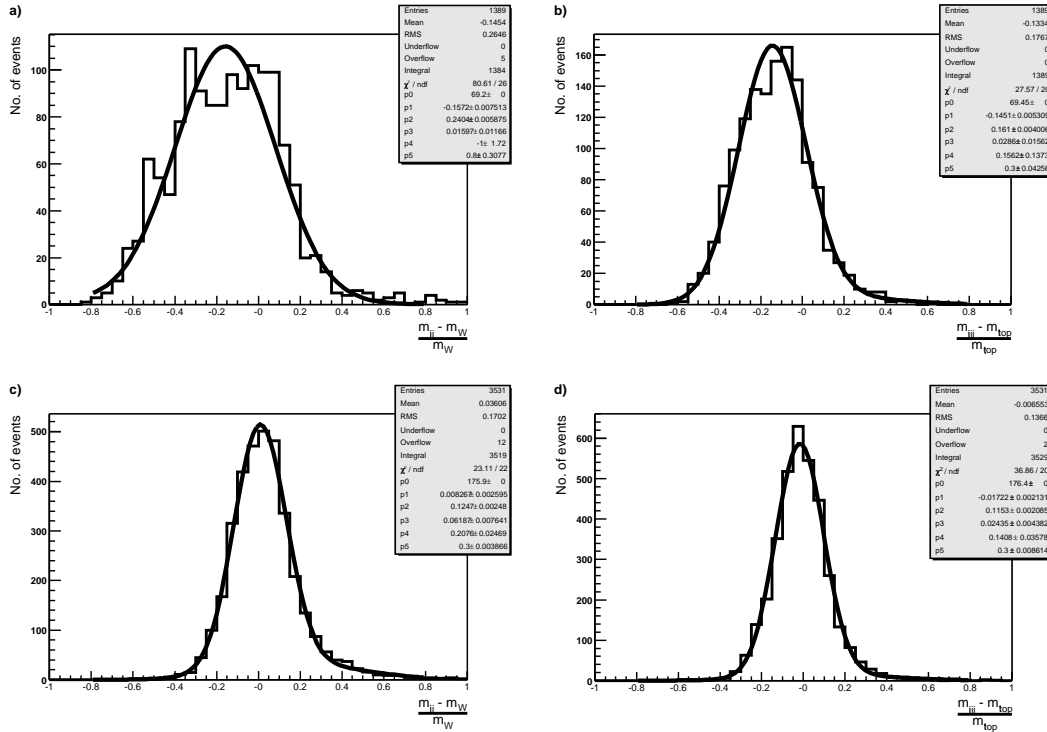 a)
No. of events
100
80
60
40
20
0
-1 -0.8 -0.6 -0.4 -0.2 -0 0.2 0.4 0.6 0.8 1
m_jj - m_W
m_W
Entries 1389
Mean -0.1454
RMS 0.2646
Underflow 0
Overflow 5
Integral 1384
χ² / ndf 80.61 / 26
p0 69.2± 0
p1 -0.1572± 0.007513
p2 0.2404± 0.005875
p3 0.01597± 0.01166
p4 -1± 1.72
p5 0.8± 0.3077
b)
No. of events
160
140
120
100
80
60
40
20
0
-1 -0.8 -0.6 -0.4 -0.2 -0 0.2 0.4 0.6 0.8 1
m_jjj - m_top
m_top
Entries 1389
Mean -0.1334
RMS 0.1767
Underflow 0
Overflow 0
Integral 1389
χ² / ndf 27.57 / 20
p0 69.45± 0
p1 -0.1451± 0.005309
p2 0.161± 0.004006
p3 0.0286± 0.01562
p4 0.1562± 0.1373
p5 0.3± 0.04256
c)
No. of events
500
400
300
200
100
0
-1 -0.8 -0.6 -0.4 -0.2 -0 0.2 0.4 0.6 0.8 1
m_jj - m_W
m_W
Entries 3531
Mean 0.03606
RMS 0.1702
Underflow 0
Overflow 12
Integral 3519
χ² / ndf 23.11 / 22
p0 175.9± 0
p1 0.008267± 0.002595
p2 0.1247± 0.00248
p3 0.06187± 0.007641
p4 0.2076± 0.02469
p5 0.3± 0.003866
d)
No. of events
600
500
400
300
200
100
0
-1 -0.8 -0.6 -0.4 -0.2 -0 0.2 0.4 0.6 0.8 1
m_jjj - m_top
m_top
Entries 3531
Mean -0.006553
RMS 0.1366
Underflow 0
Overflow 2
Integral 3529
χ² / ndf 36.86 / 20
p0 176.4± 0
p1 -0.01722± 0.002131
p2 0.1153± 0.002085
p3 0.02435± 0.004382
p4 0.1408± 0.03578
p5 0.3± 0.008614